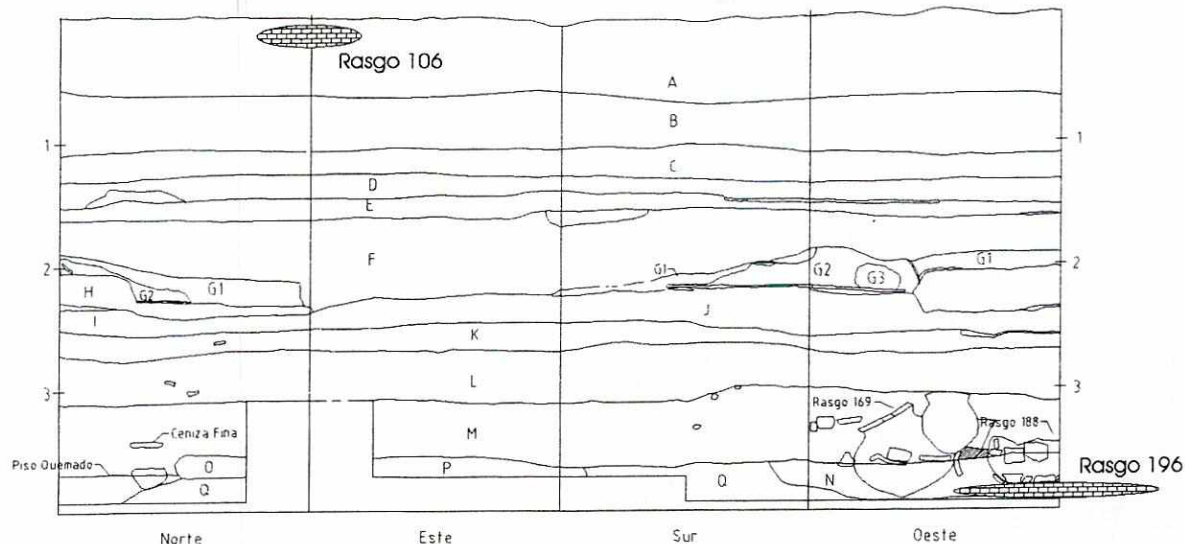 Rasgo 106
A
B
1
1
C
D
E
F
2
2
G1
G2
G3
G1
H
G2
G1
I
J
K
L
3
3
Rasgo 169
Rasgo 188
Ceniza Fina
M
Piso Quemado
O
P
Q
Q
N
Rasgo 196
Norte
Este
Sur
Oeste